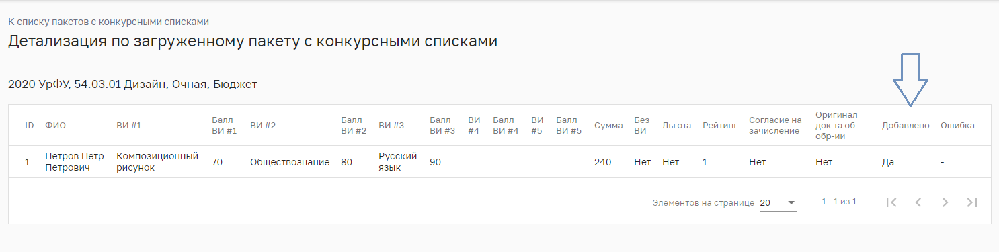 К списку пакетов с конкурсными списками
Детализация по загруженному пакету с конкурсными списками
2020 УрФУ, 54.03.01 Дизайн, Очная, Бюджет
ID ФИО ВИ #1 Балл ВИ #1 ВИ #2 Балл ВИ #2 ВИ #3 Балл ВИ #3 ВИ #4 Балл ВИ #4 ВИ #5 Балл ВИ #5 Сумма Без ВИ Льгота Рейтинг Согласие на зачисление Оригинал док-та об обр-ии Добавлено Ошибка
1 Петров Петр Петрович Композиционный рисунок 70 Обществознание 80 Русский язык 90 240 Нет Нет 1 Нет Нет Да -
Элементов на странице 20 1 - 1 из 1